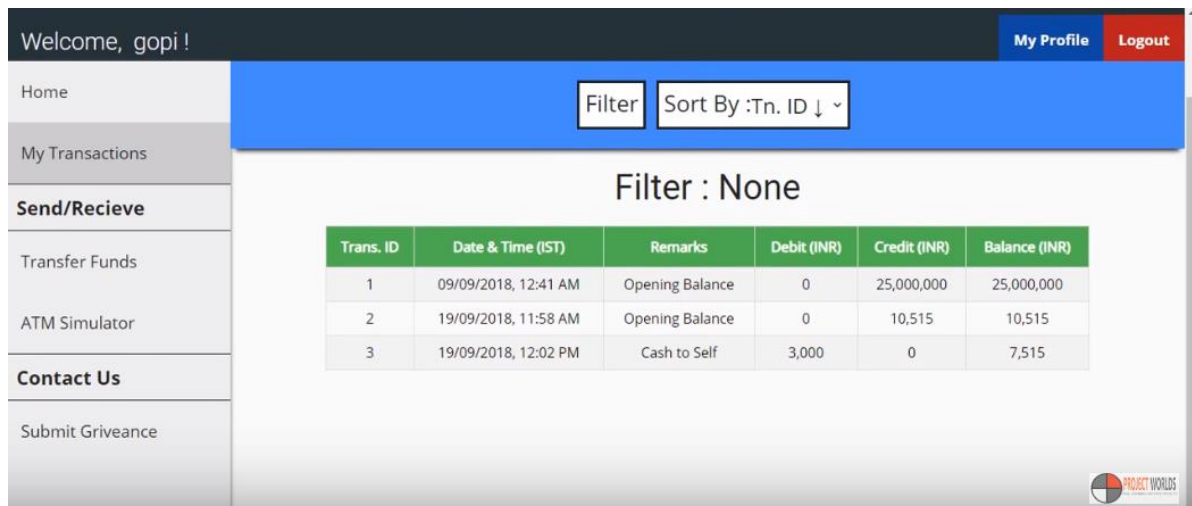 Welcome, gopi !
My Profile
Logout
Home
My Transactions
Send/Recieve
Transfer Funds
ATM Simulator
Contact Us
Submit Griveance
Filter
Sort By :Tn. ID ↓
Filter : None
Trans. ID Date & Time (IST) Remarks Debit (INR) Credit (INR) Balance (INR)
1 09/09/2018, 12:41 AM Opening Balance 0 25,000,000 25,000,000
2 19/09/2018, 11:58 AM Opening Balance 0 10,515 10,515
3 19/09/2018, 12:02 PM Cash to Self 3,000 0 7,515
PROJECT WORLDS